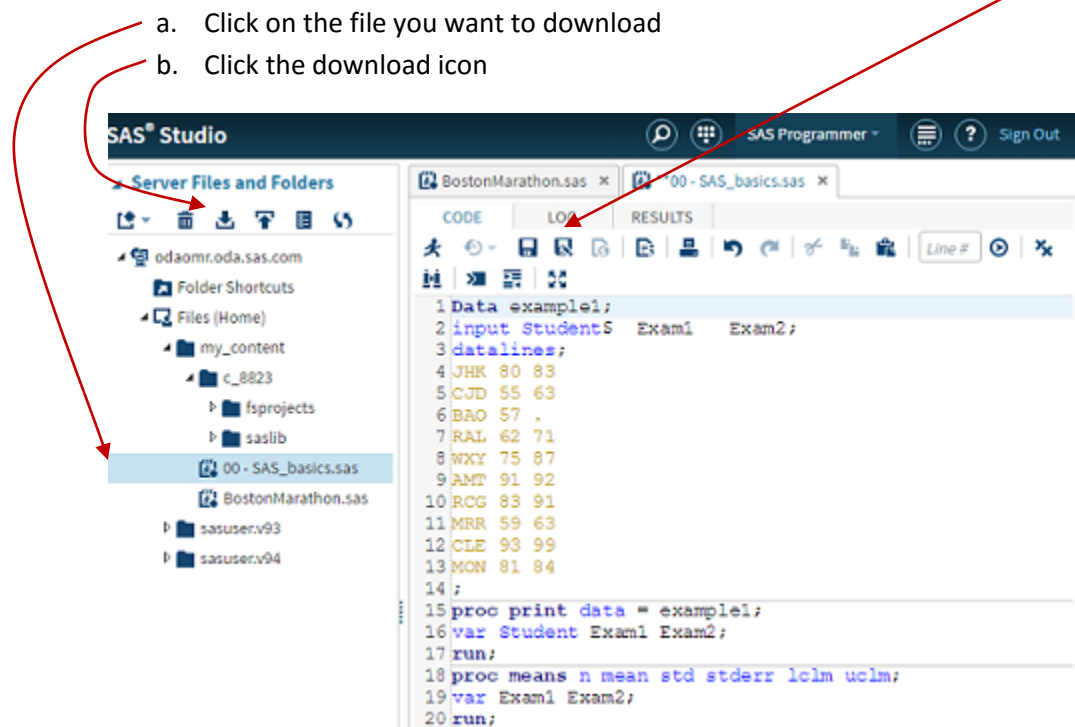 a. Click on the file you want to download
b. Click the download icon
SAS® Studio
SAS Programmer
Sign Out
Server Files and Folders
odaomr.oda.sas.com
Folder Shortcuts
Files (Home)
my_content
c_8823
fsprojects
saslib
00 - SAS_basics.sas
BostonMarathon.sas
sasuser.v93
sasuser.v94
BostonMarathon.sas ×
*00 - SAS_basics.sas ×
CODE LOG RESULTS
Line #
1 Data example1;
2 input StudentS Exam1 Exam2;
3 datalines;
4 JHK 80 83
5 CJD 55 63
6 BAO 57 .
7 RAL 62 71
8 WXY 75 87
9 AMT 91 92
10 RCG 83 91
11 MRR 59 63
12 CLE 93 99
13 MON 81 84
14 ;
15 proc print data = example1;
16 var Student Exam1 Exam2;
17 run;
18 proc means n mean std stderr lclm uclm;
19 var Exam1 Exam2;
20 run;